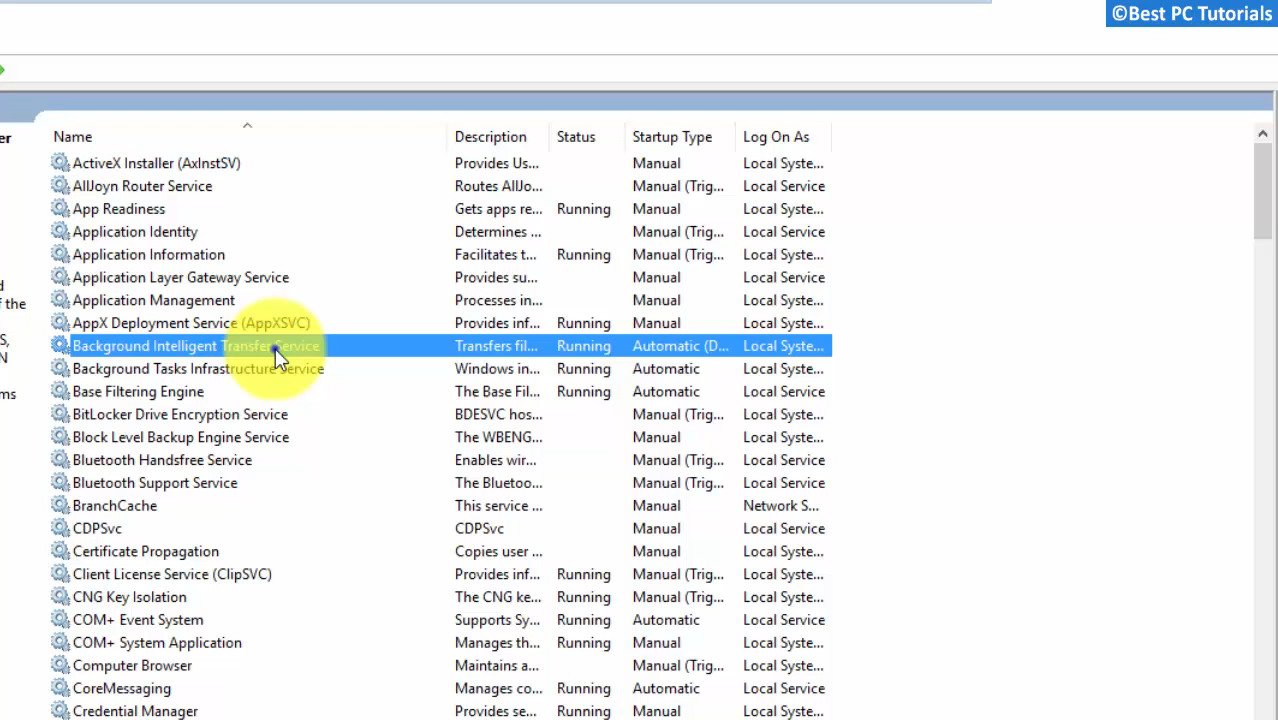 ©Best PC Tutorials
er
Name Description Status Startup Type Log On As
ActiveX Installer (AxInstSV) Provides Us... Manual Local Syste...
AllJoyn Router Service Routes AllJo... Manual (Trig... Local Service
App Readiness Gets apps re... Running Manual Local Syste...
Application Identity Determines ... Manual (Trig... Local Service
Application Information Facilitates t... Running Manual (Trig... Local Syste...
Application Layer Gateway Service Provides su... Manual Local Service
d
Application Management Processes in... Manual Local Syste...
f the
AppX Deployment Service (AppXSVC) Provides inf... Running Manual Local Syste...
S,
Background Intelligent Transfer Service Transfers fil... Running Automatic (D... Local Syste...
N
Background Tasks Infrastructure Service Windows in... Running Automatic Local Syste...
Base Filtering Engine The Base Fil... Running Automatic Local Service
ms
BitLocker Drive Encryption Service BDESVC hos... Manual (Trig... Local Syste...
Block Level Backup Engine Service The WBENG... Manual Local Syste...
Bluetooth Handsfree Service Enables wir... Manual (Trig... Local Service
Bluetooth Support Service The Bluetoo... Manual (Trig... Local Service
BranchCache This service ... Manual Network S...
CDPSvc CDPSvc Manual Local Service
Certificate Propagation Copies user ... Manual Local Syste...
Client License Service (ClipSVC) Provides inf... Running Manual (Trig... Local Syste...
CNG Key Isolation The CNG ke... Running Manual (Trig... Local Syste...
COM+ Event System Supports Sy... Running Automatic Local Service
COM+ System Application Manages th... Running Manual Local Syste...
Computer Browser Maintains a... Manual (Trig... Local Syste...
CoreMessaging Manages co... Running Automatic Local Service
Credential Manager Provides se... Running Manual Local Syste...